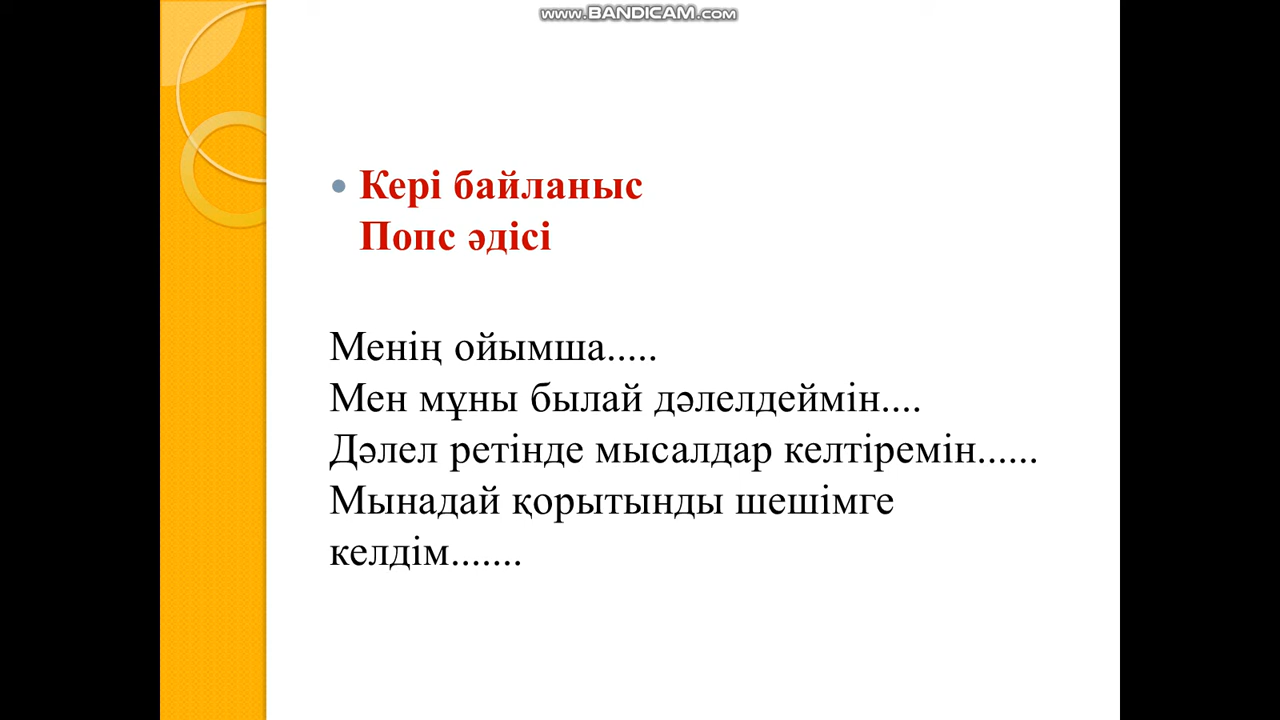 www.BANDICAM.com
Кері байланыс
Попс әдісі
Менің ойымша.....
Мен мұны былай дәлелдеймін....
Дәлел ретінде мысалдар келтіремін......
Мынадай қорытынды шешімге
келдім.......